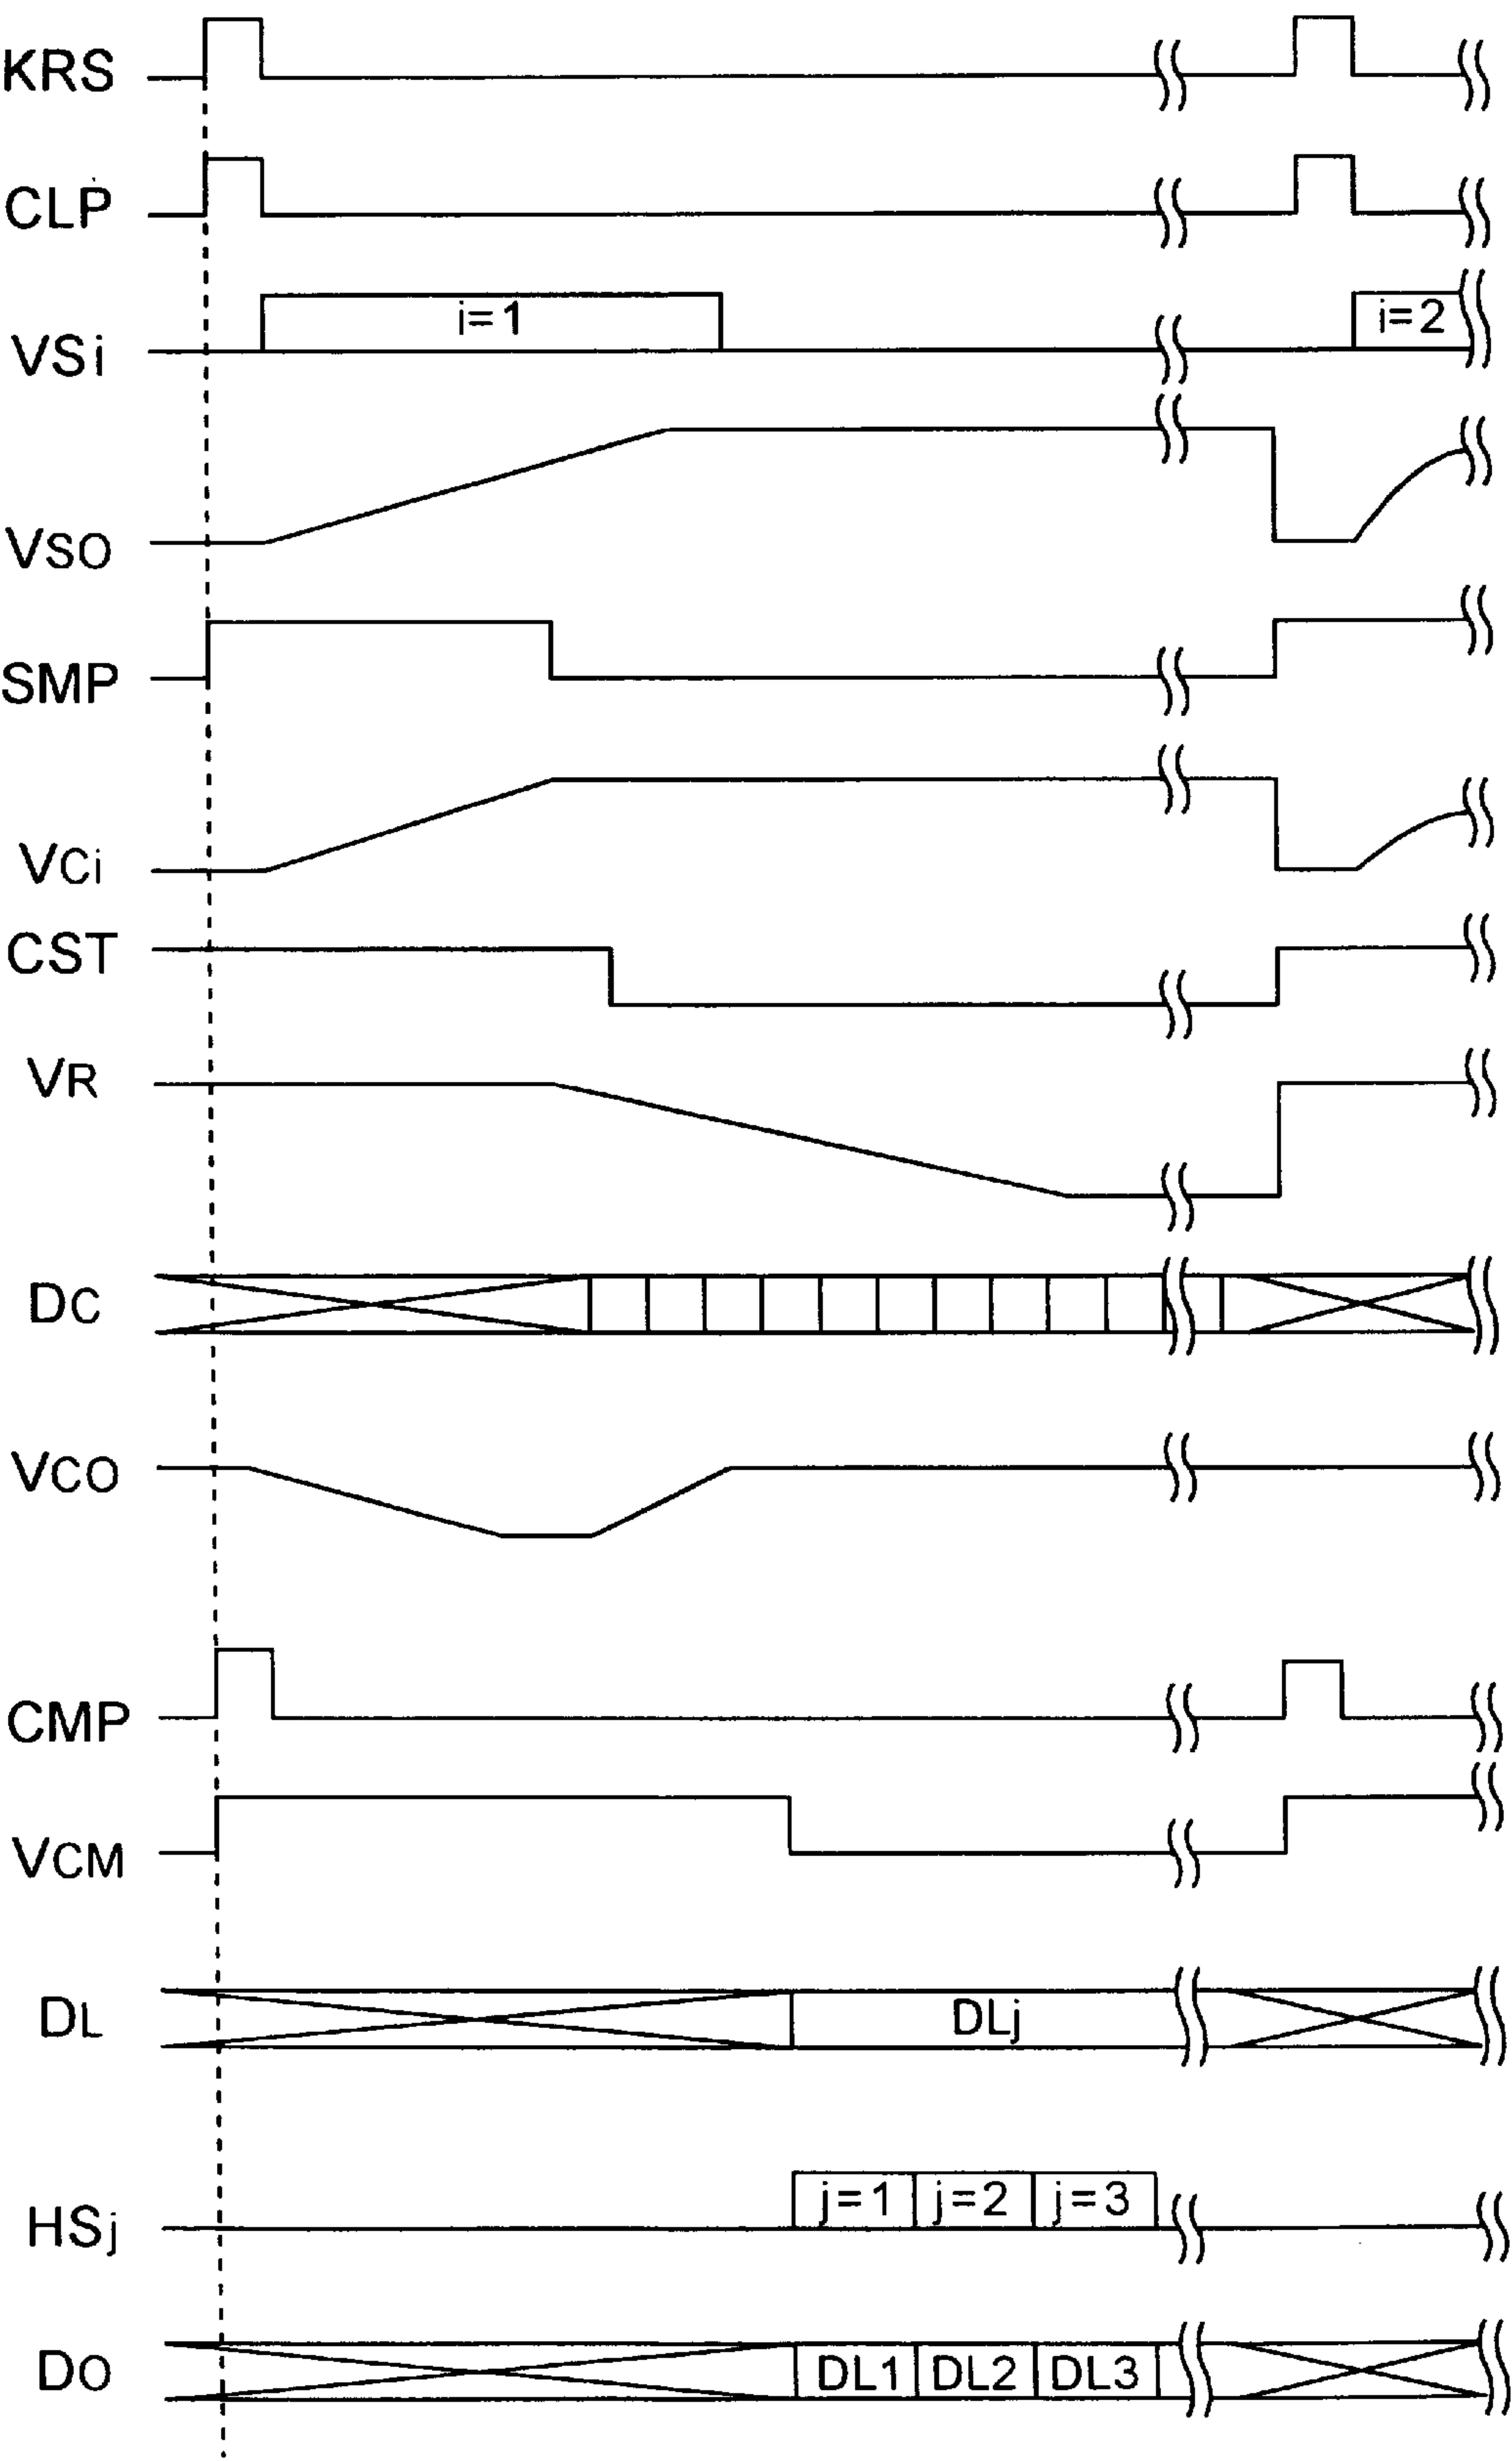 KRS
CLP
VSi i=1 i=2
VSO
SMP
VCi
CST
VR
DC
VCO
CMP
VCM
DL DLj
HSj j=1 j=2 j=3
DO DL1 DL2 DL3